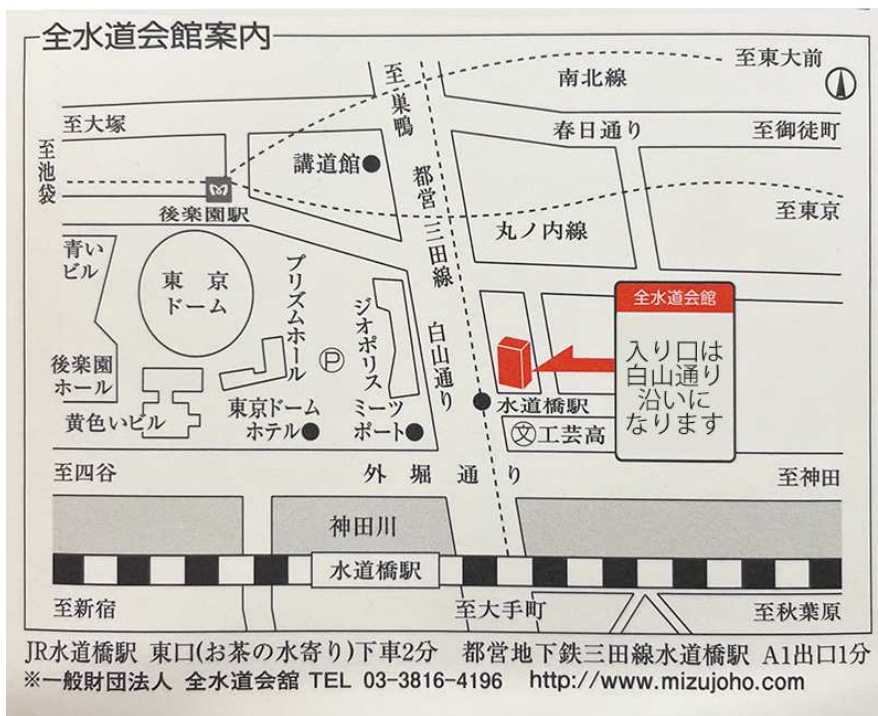 全水道会館案内
至東大前
南北線
至巣鴨
至大塚
春日通り
至御徒町
至池袋
講道館
都営三田線
後楽園駅
至東京
丸ノ内線
青い
ビル
東京
ドーム
プリズムホール
ジオポリス
白山通り
全水道会館
入り口は
白山通り
沿いに
なります
P
後楽園
ホール
黄色いビル
東京ドーム
ホテル
ミーツ
ポート
水道橋駅
文工芸高
至四谷
外堀通り
至神田
神田川
水道橋駅
至新宿
至大手町
至秋葉原
JR水道橋駅 東口(お茶の水寄り)下車2分 都営地下鉄三田線水道橋駅 A1出口1分
※一般財団法人 全水道会館 TEL 03-3816-4196 http://www.mizujoho.com